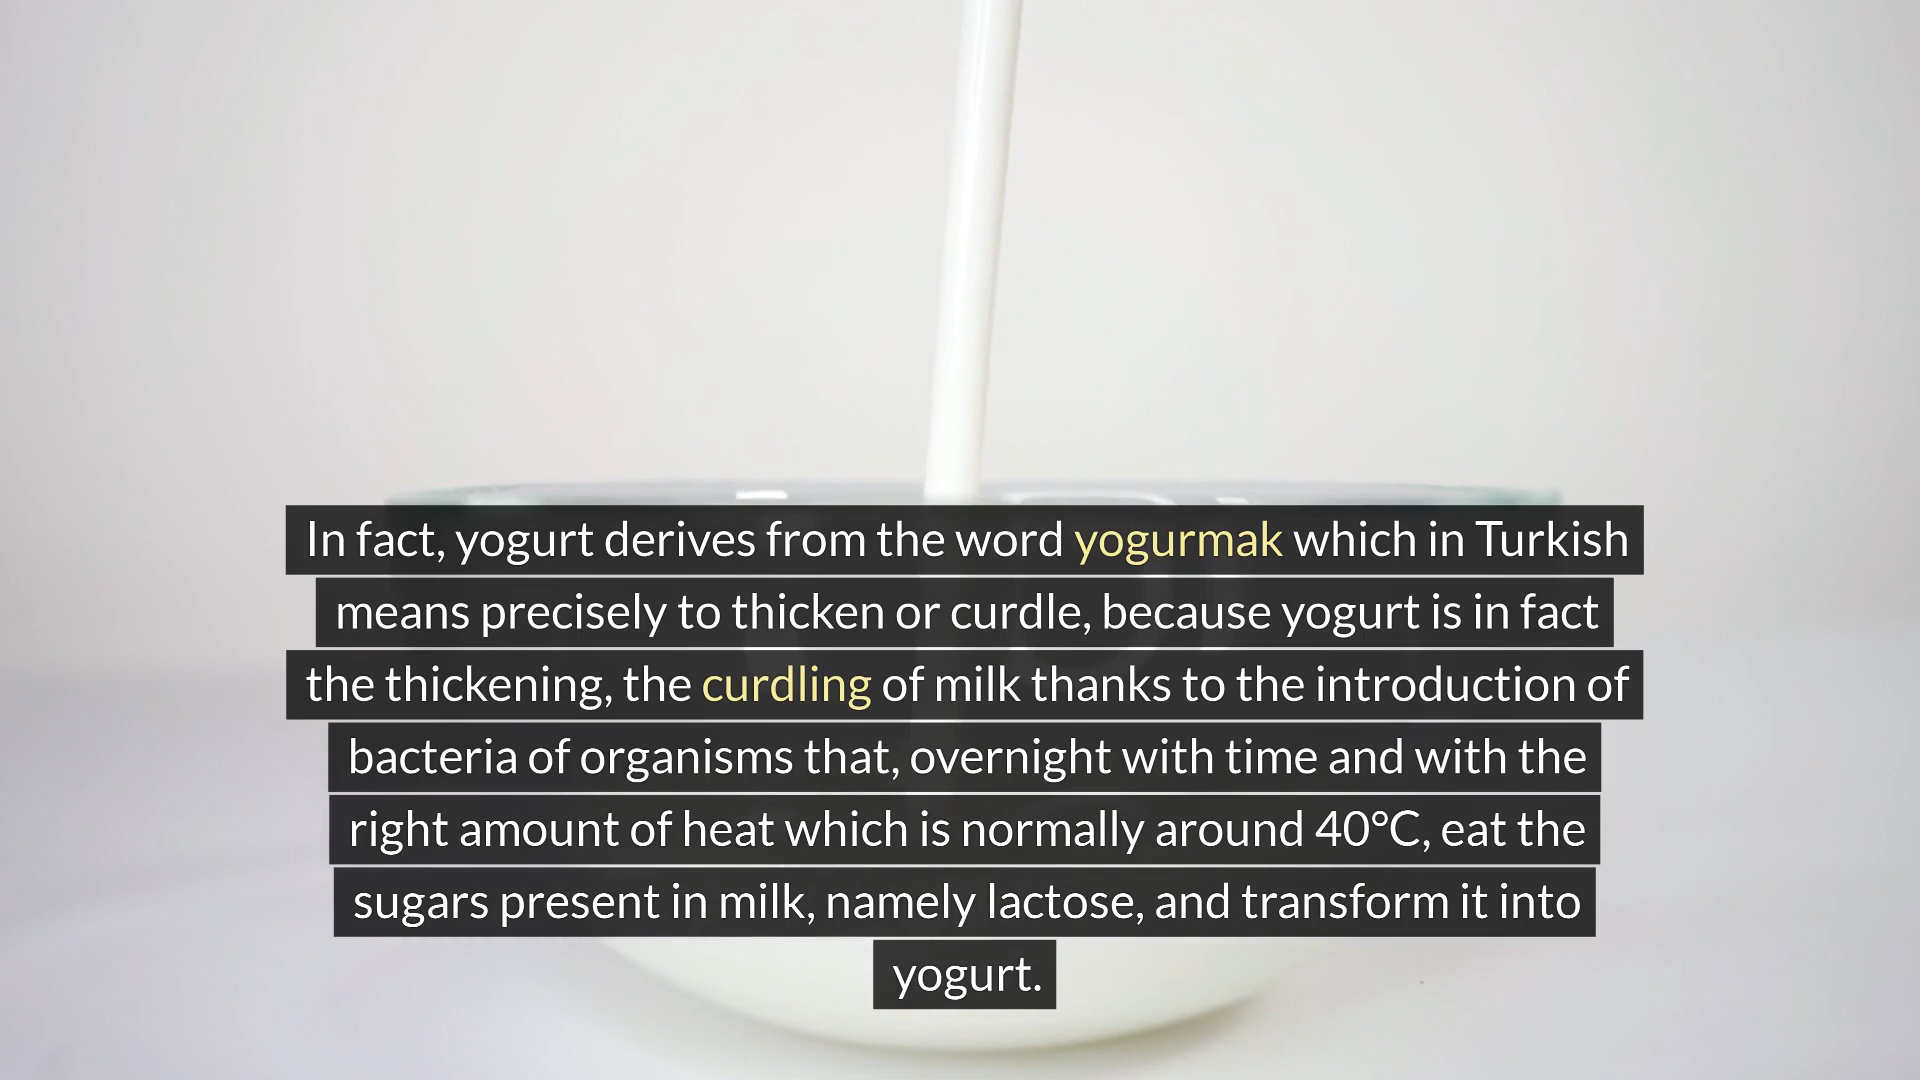 In fact, yogurt derives from the word yogurmak which in Turkish
means precisely to thicken or curdle, because yogurt is in fact
the thickening, the curdling of milk thanks to the introduction of
bacteria of organisms that, overnight with time and with the
right amount of heat which is normally around 40°C, eat the
sugars present in milk, namely lactose, and transform it into
yogurt.